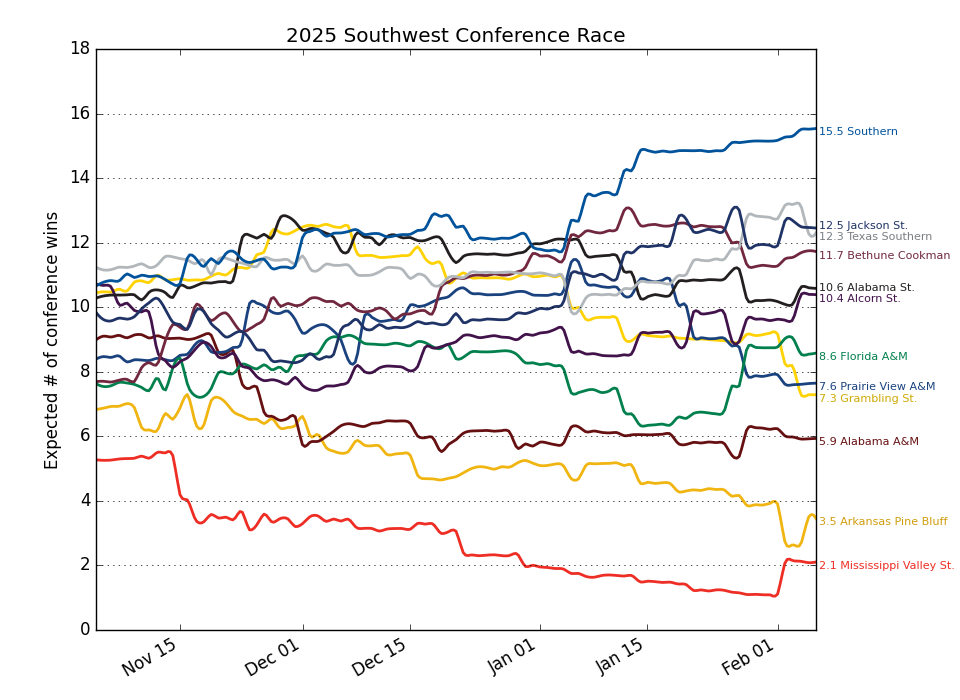 2025 Southwest Conference Race
Expected # of conference wins
18
16
14
12
10
8
6
4
2
0
Nov 15
Dec 01
Dec 15
Jan 01
Jan 15
Feb 01
15.5 Southern
12.5 Jackson St.
12.3 Texas Southern
11.7 Bethune Cookman
10.6 Alabama St.
10.4 Alcorn St.
8.6 Florida A&M
7.6 Prairie View A&M
7.3 Grambling St.
5.9 Alabama A&M
3.5 Arkansas Pine Bluff
2.1 Mississippi Valley St.